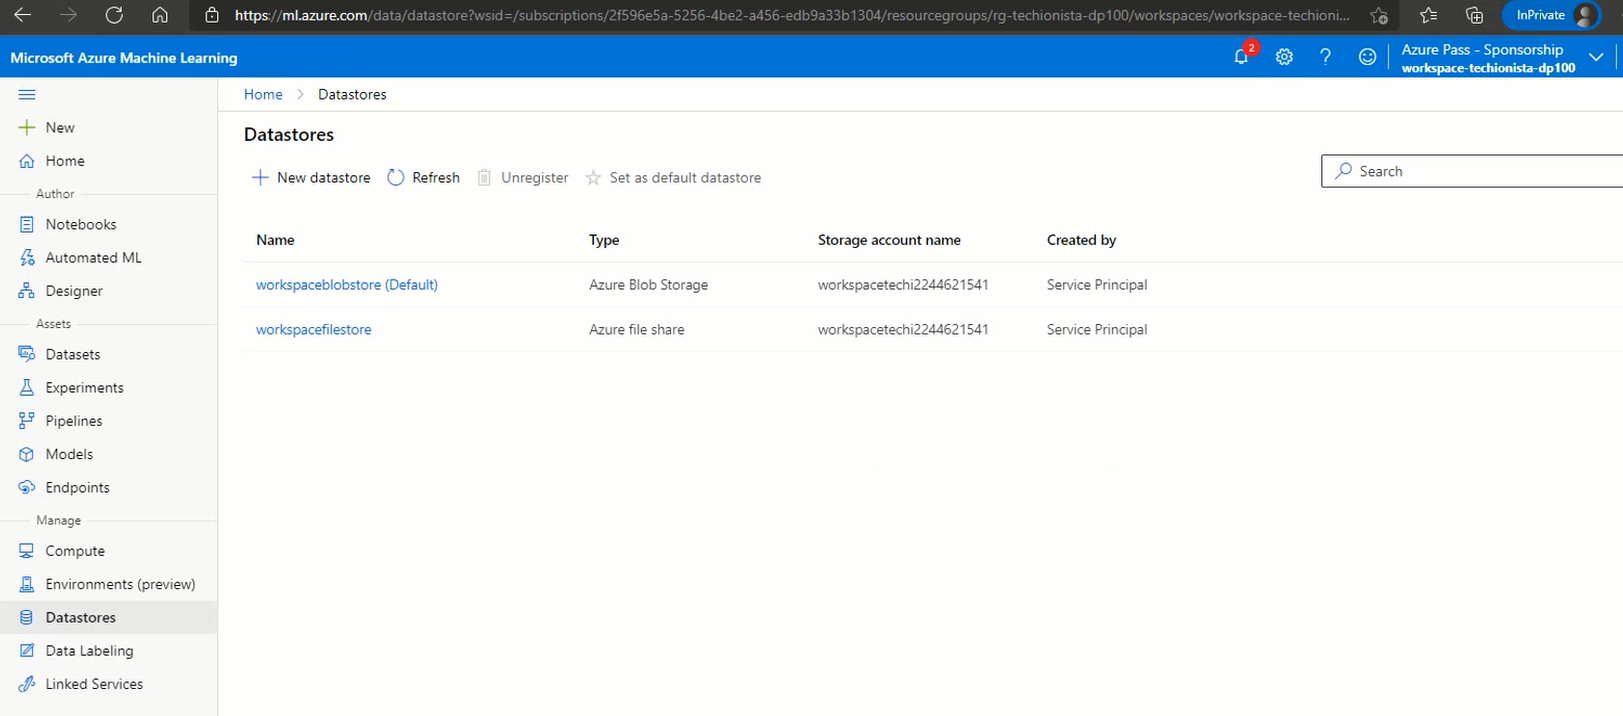 https://ml.azure.com/data/datastore?wsid=/subscriptions/2f596e5a-5256-4be2-a456-edb9a33b1304/resourcegroups/rg-techionista-dp100/workspaces/workspace-techioni...
InPrivate
Microsoft Azure Machine Learning
2
?
Azure Pass - Sponsorship
workspace-techionista-dp100
New
Home
Author
Notebooks
Automated ML
Designer
Assets
Datasets
Experiments
Pipelines
Models
Endpoints
Manage
Compute
Environments (preview)
Datastores
Data Labeling
Linked Services
Home > Datastores
Datastores
New datastore Refresh Unregister Set as default datastore
Search
Name Type Storage account name Created by
workspaceblobstore (Default) Azure Blob Storage workspacetechi2244621541 Service Principal
workspacefilestore Azure file share workspacetechi2244621541 Service Principal